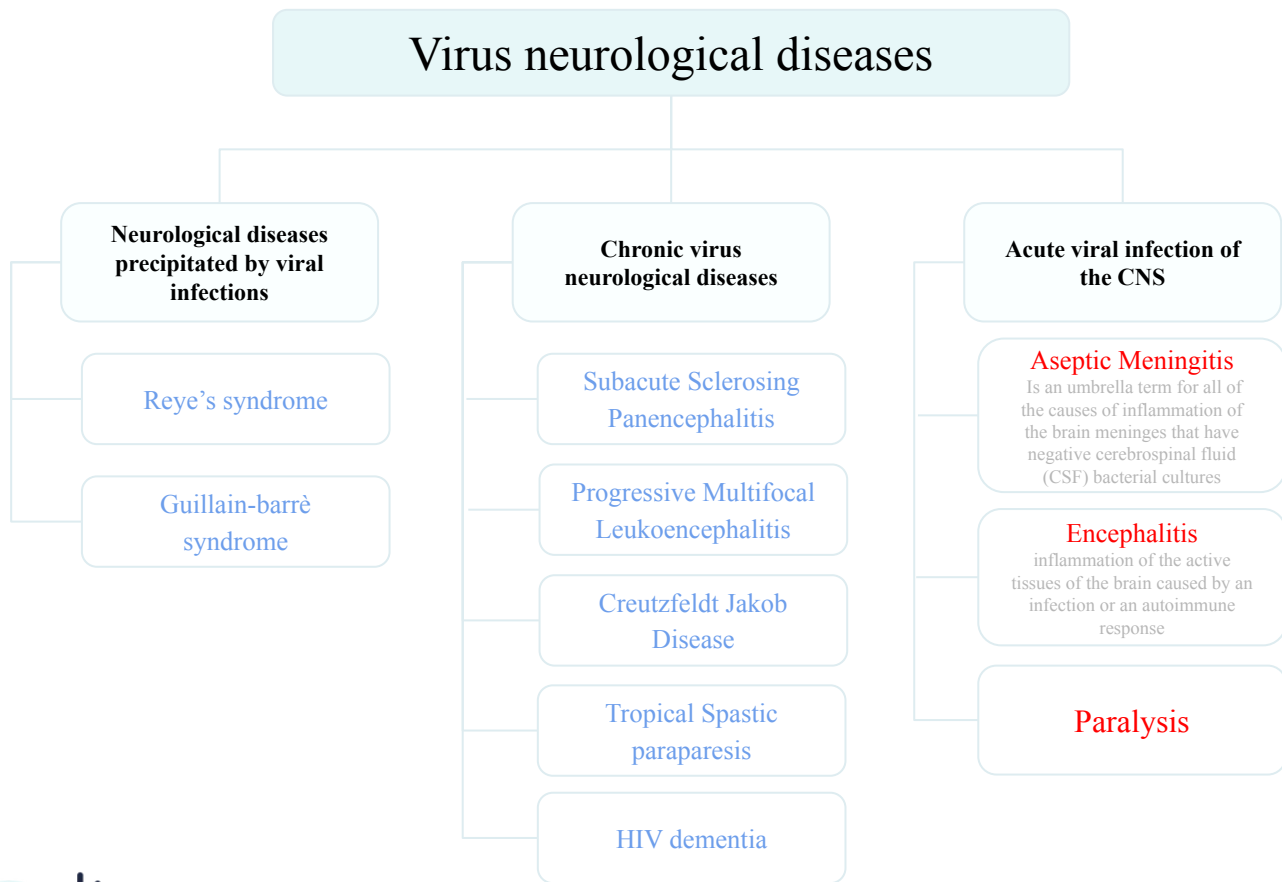 Virus neurological diseases
Neurological diseases
precipitated by viral
infections
Reye’s syndrome
Guillain-barrè
syndrome
Chronic virus
neurological diseases
Subacute Sclerosing
Panencephalitis
Progressive Multifocal
Leukoencephalitis
Creutzfeldt Jakob
Disease
Tropical Spastic
paraparesis
HIV dementia
Acute viral infection of
the CNS
Aseptic Meningitis
Is an umbrella term for all of
the causes of inflammation of
the brain meninges that have
negative cerebrospinal fluid
(CSF) bacterial cultures
Encephalitis
inflammation of the active
tissues of the brain caused by an
infection or an autoimmune
response
Paralysis